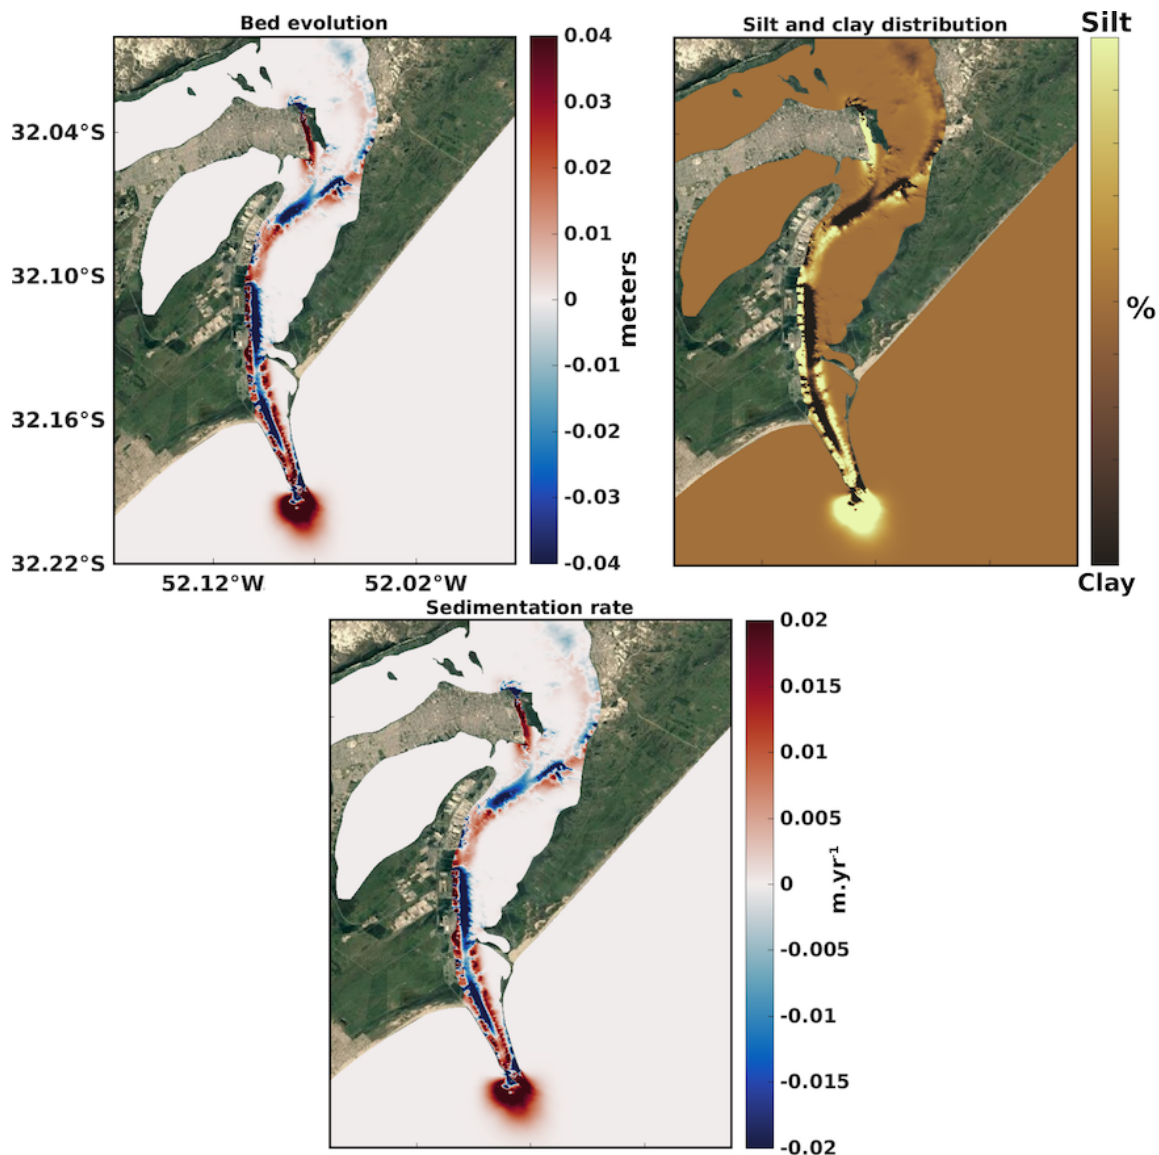 Bed evolution
Silt and clay distribution
Silt
0.04
0.03
0.02
0.01
0
-0.01
-0.02
-0.03
-0.04
meters
32.04°S
32.10°S
32.16°S
32.22°S
52.12°W
52.02°W
%
Clay
Sedimentation rate
0.02
0.015
0.01
0.005
0
-0.005
-0.01
-0.015
-0.02
m.yr⁻¹